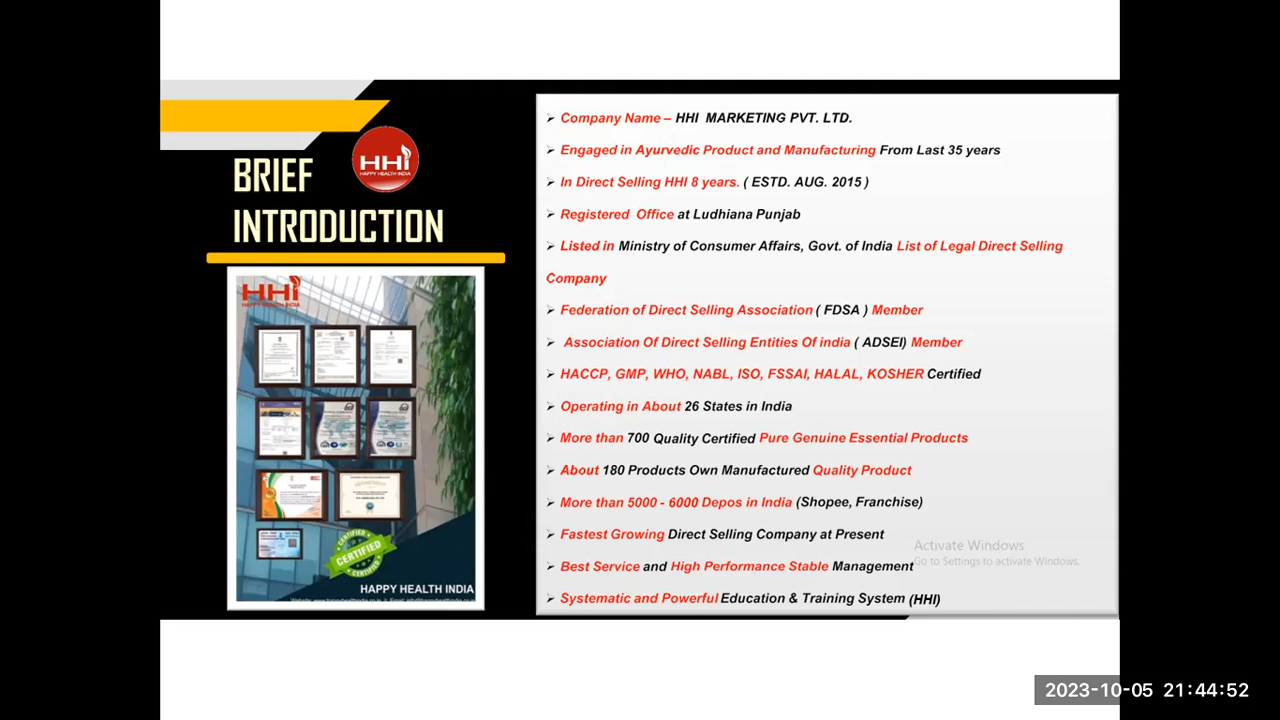 BRIEF
INTRODUCTION
HHI
HAPPY HEALTH INDIA
HHI
HAPPY HEALTH INDIA
CERTIFIED
HAPPY HEALTH INDIA
➢ Company Name – HHI MARKETING PVT. LTD.
➢ Engaged in Ayurvedic Product and Manufacturing From Last 35 years
➢ In Direct Selling HHI 8 years. ( ESTD. AUG. 2015 )
➢ Registered Office at Ludhiana Punjab
➢ Listed in Ministry of Consumer Affairs, Govt. of India List of Legal Direct Selling
Company
➢ Federation of Direct Selling Association ( FDSA ) Member
➢ Association Of Direct Selling Entities Of india ( ADSEI) Member
➢ HACCP, GMP, WHO, NABL, ISO, FSSAI, HALAL, KOSHER Certified
➢ Operating in About 26 States in India
➢ More than 700 Quality Certified Pure Genuine Essential Products
➢ About 180 Products Own Manufactured Quality Product
➢ More than 5000 - 6000 Depos in India (Shopee, Franchise)
➢ Fastest Growing Direct Selling Company at Present
➢ Best Service and High Performance Stable Management
➢ Systematic and Powerful Education & Training System (HHI)
Activate Windows
Go to Settings to activate Windows.
2023-10-05 21:44:52